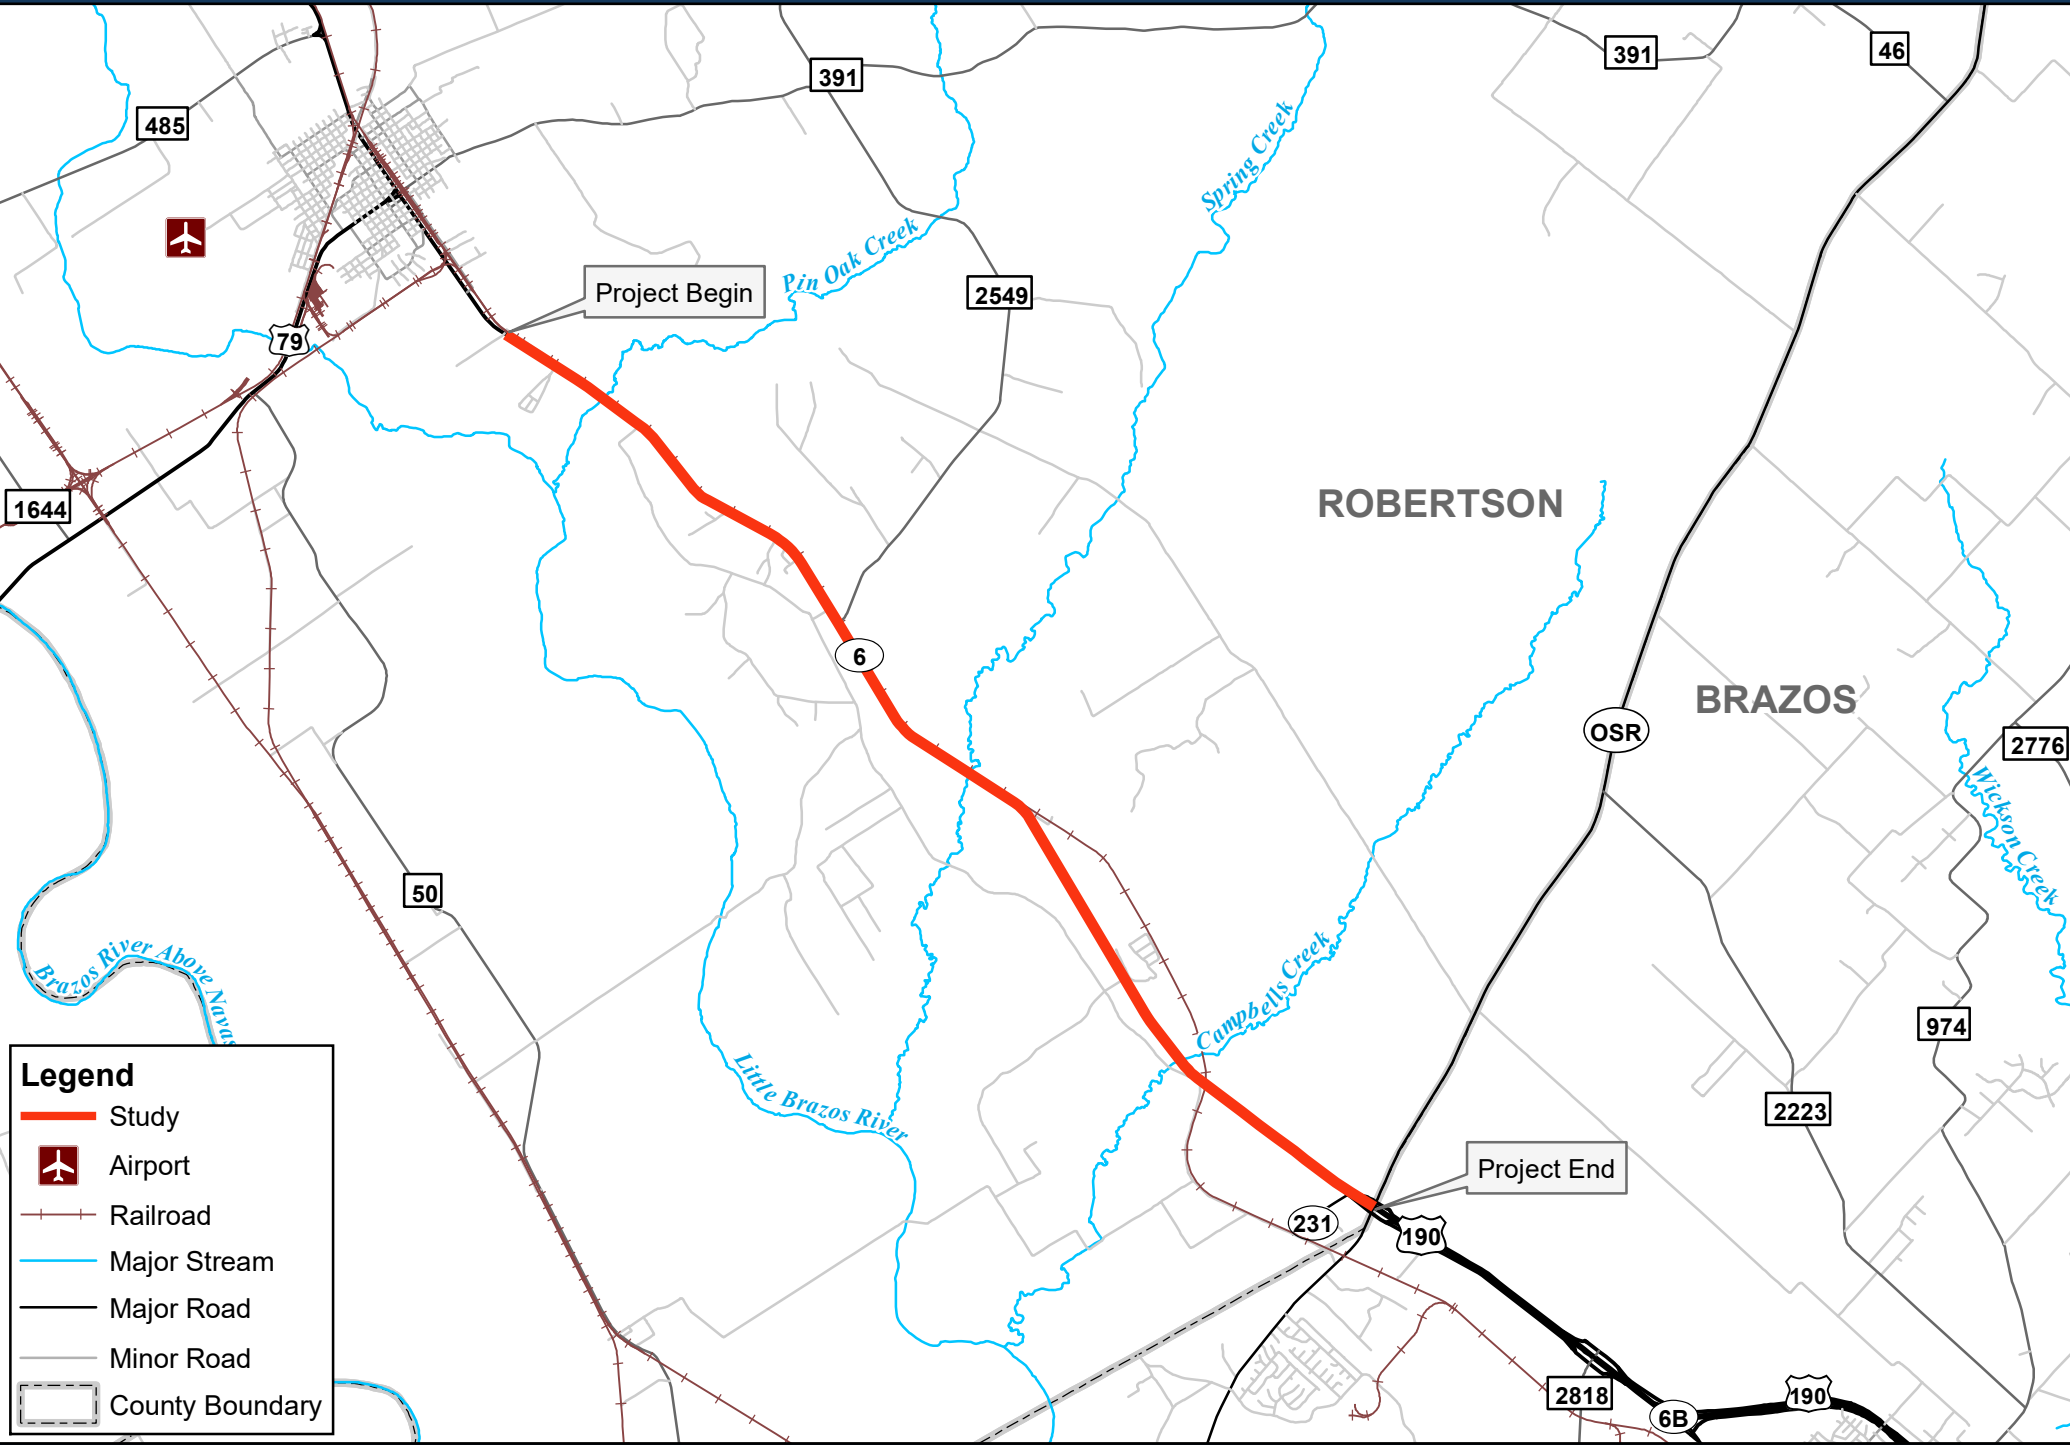 391
391
46
485
Spring Creek
Pin Oak Creek
Project Begin
2549
79
1644
ROBERTSON
6
BRAZOS
OSR
2776
Wickson Creek
50
Brazos River Above Navas
Campbells Creek
974
Little Brazos River
2223
Project End
231
190
2818
190
6B
Legend
Study
Airport
Railroad
Major Stream
Major Road
Minor Road
County Boundary